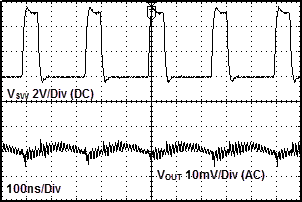 VSW 2V/Div (DC)
VOUT 10mV/Div (AC)
100ns/Div